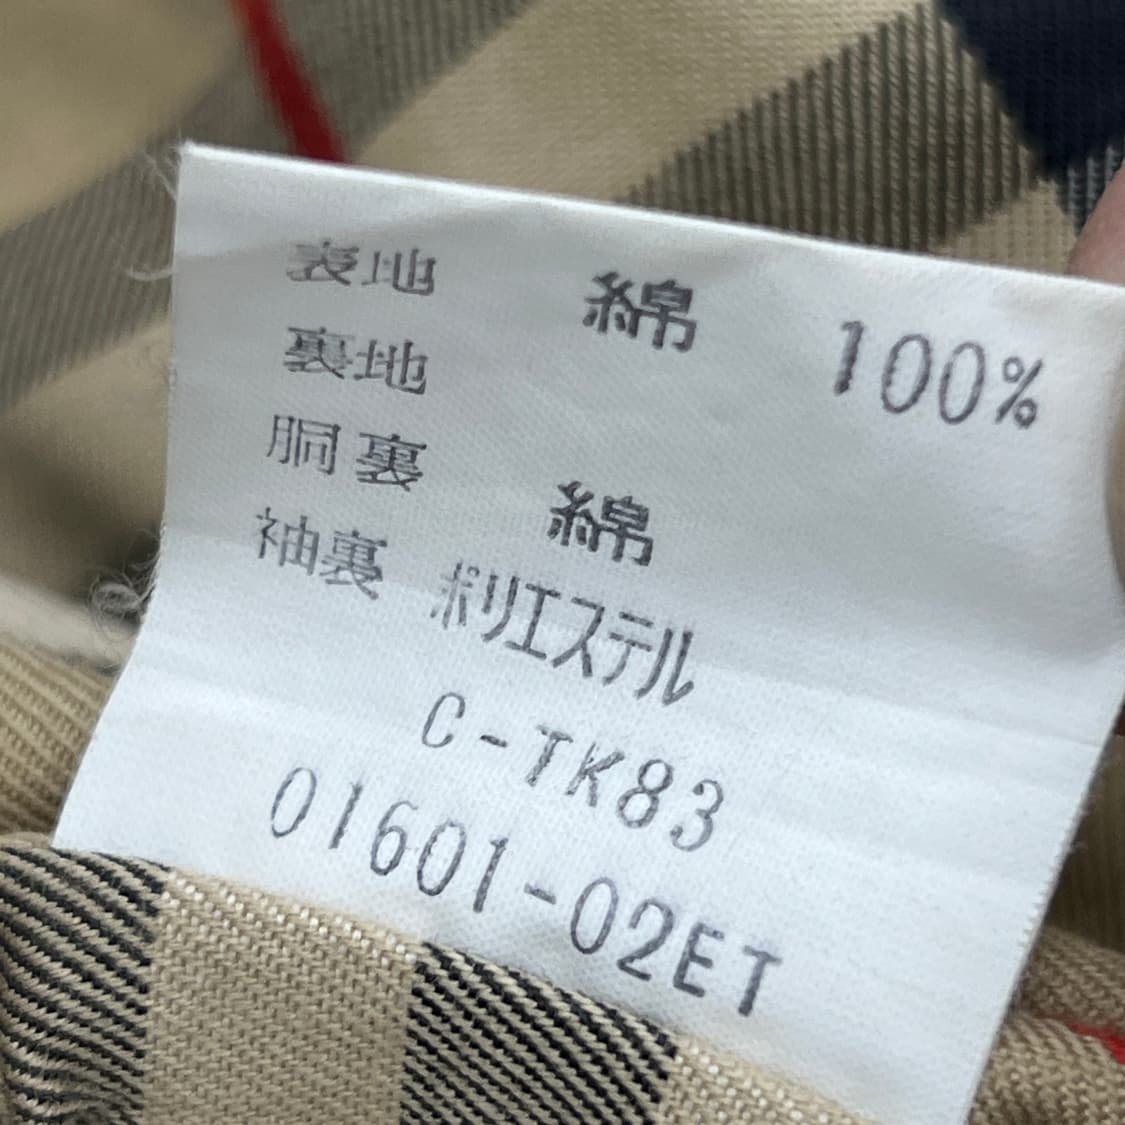 表地 綿 100%
裏地
胴裏 綿
袖裏 ポリエステル
C-TK83
01601-02ET